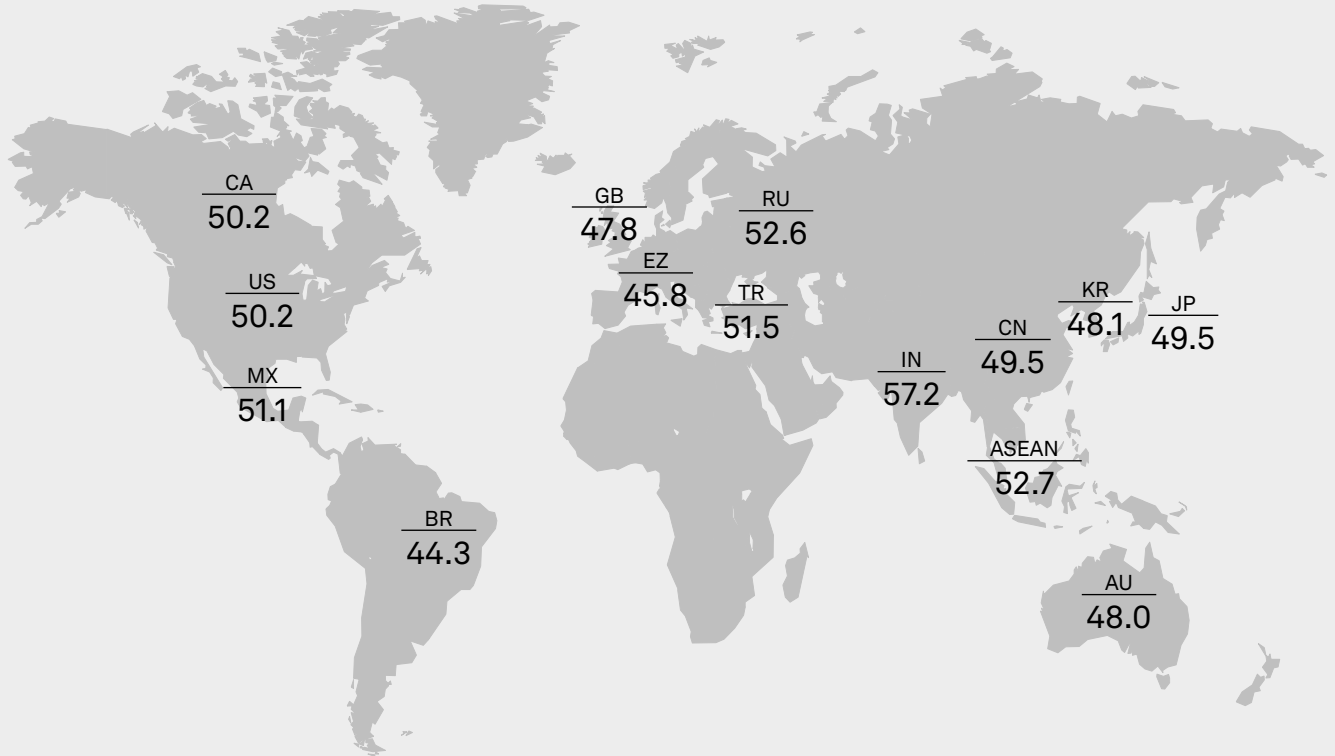 CA
50.2
GB
47.8
RU
52.6
EZ
45.8
US
50.2
TR
51.5
KR
48.1
JP
49.5
CN
49.5
IN
57.2
MX
51.1
ASEAN
52.7
BR
44.3
AU
48.0